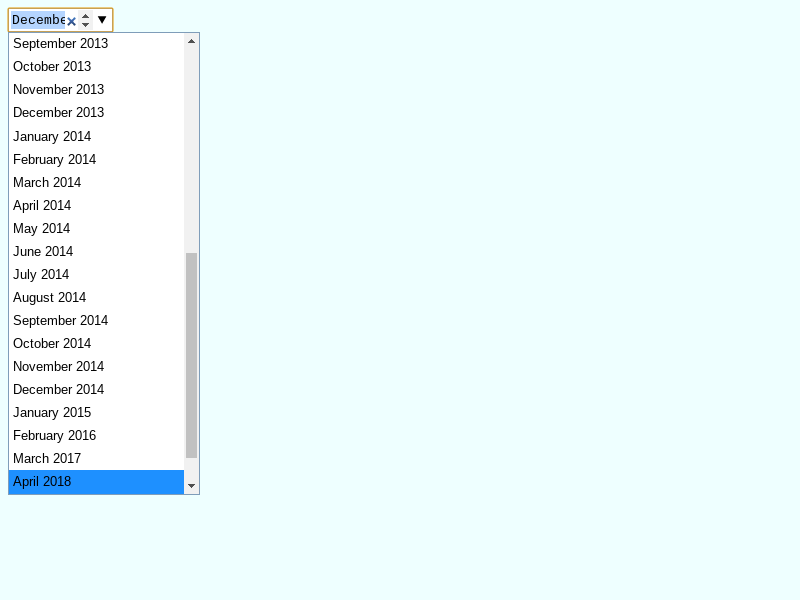 Decembe
September 2013
October 2013
November 2013
December 2013
January 2014
February 2014
March 2014
April 2014
May 2014
June 2014
July 2014
August 2014
September 2014
October 2014
November 2014
December 2014
January 2015
February 2016
March 2017
April 2018